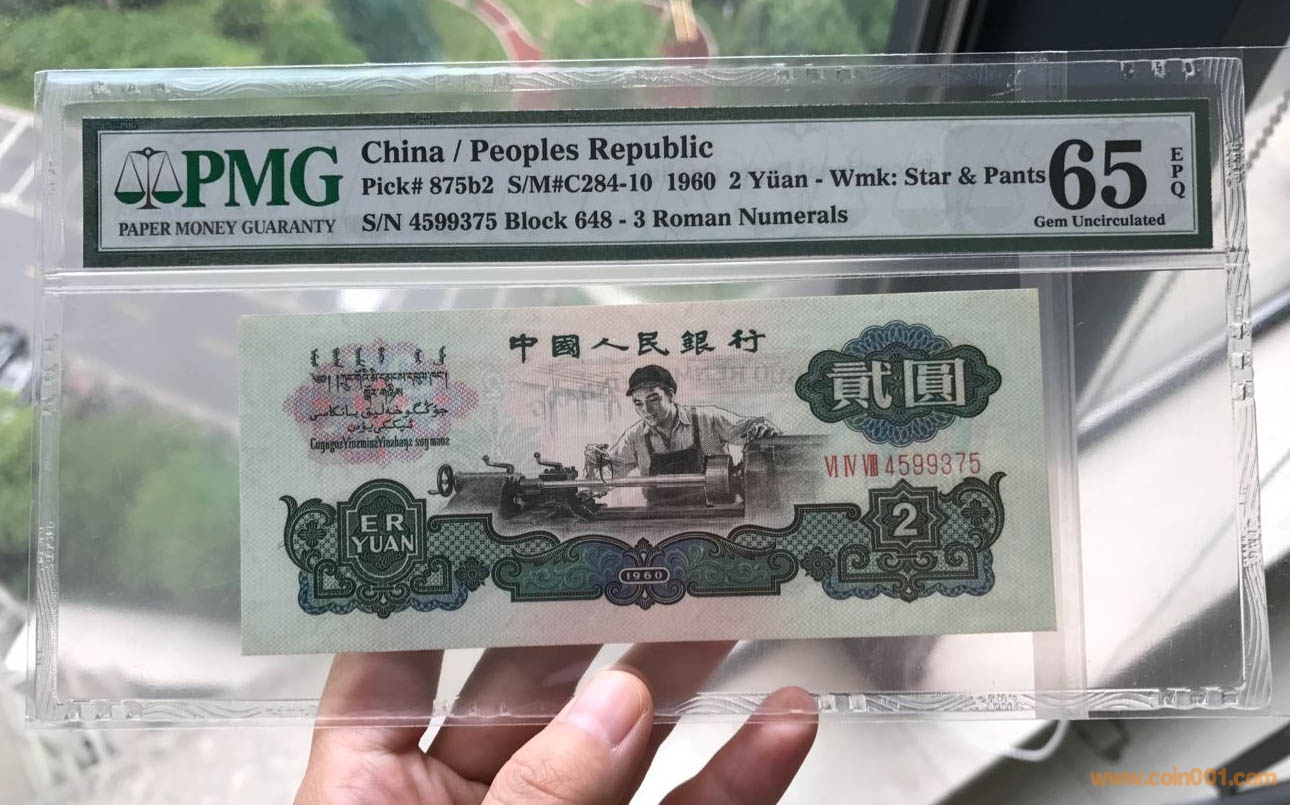 PMG
PAPER MONEY GUARANTY
China / Peoples Republic
Pick# 875b2 S/M#C284-10 1960 2 Yüan - Wmk: Star & Pants
S/N 4599375 Block 648 - 3 Roman Numerals
65
EPQ
Gem Uncirculated
中國人民銀行
貳圓
VI IV VIII 4599375
ER
YUAN
2
1960
www.coin001.com